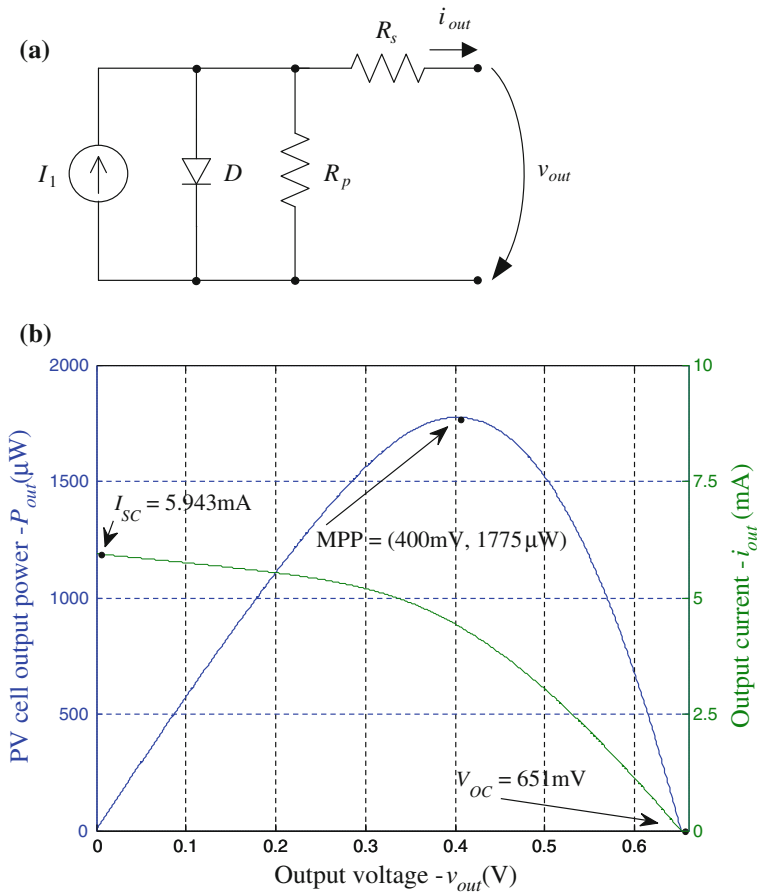 (a)
R_s
i_out
I_1
D
R_p
v_out
(b)
2000
1500
1000
500
0
PV cell output power -P_out(µW)
10
7.5
5
2.5
0
Output current - i_out (mA)
I_SC = 5.943mA
MPP = (400mV, 1775µW)
V_OC = 651mV
0 0.1 0.2 0.3 0.4 0.5 0.6
Output voltage -v_out(V)